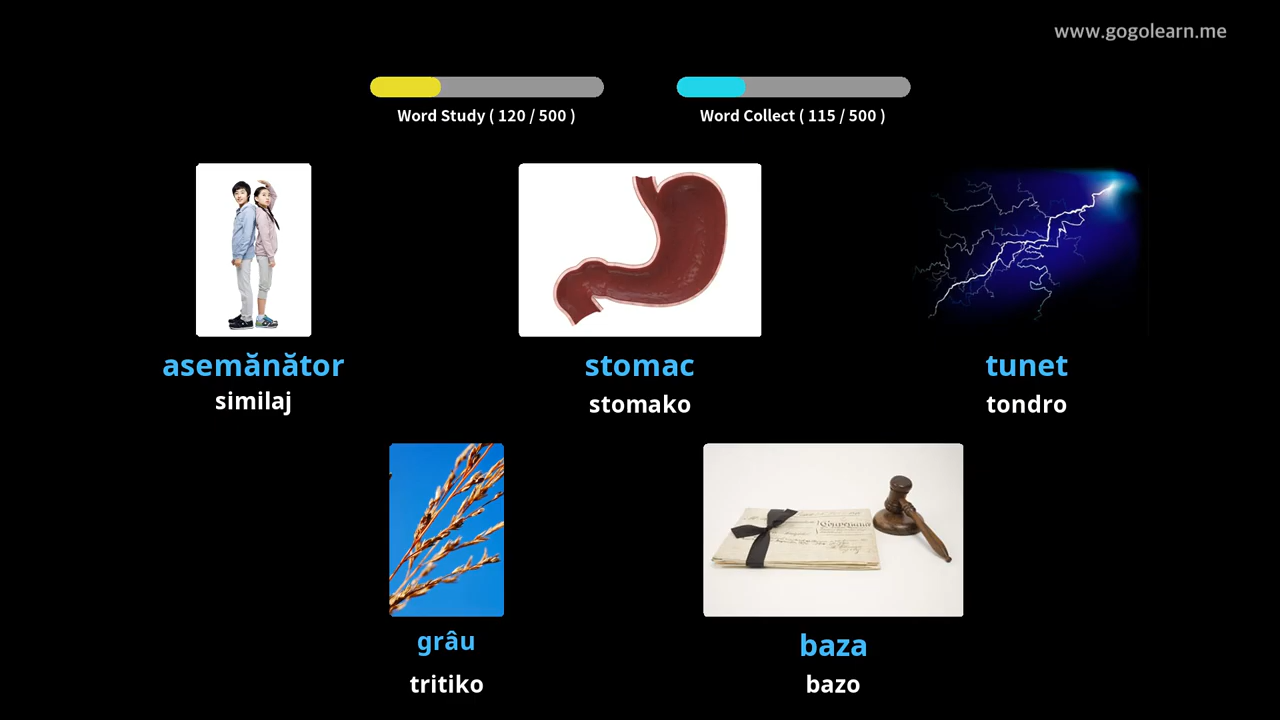 www.gogolearn.me
Word Study ( 120 / 500 )
Word Collect ( 115 / 500 )
asemănător
similaj
stomac
stomako
tunet
tondro
grâu
tritiko
baza
bazo